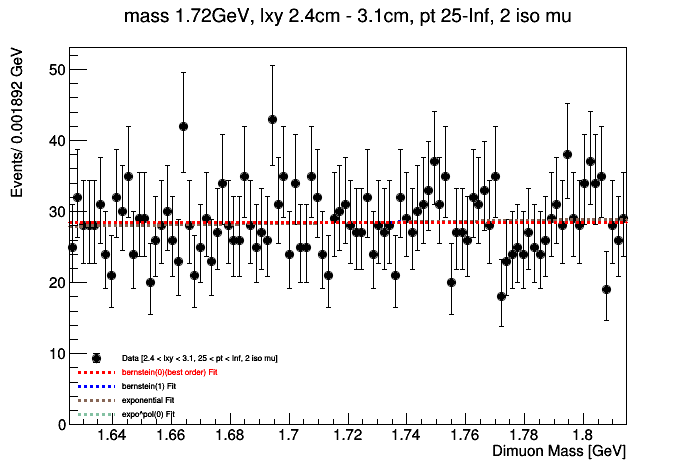 mass 1.72GeV, lxy 2.4cm - 3.1cm, pt 25-Inf, 2 iso mu
Events/ 0.001892 GeV
50
40
30
20
10
0
Data [2.4 < lxy < 3.1, 25 < pt < Inf, 2 iso mu]
bernstein(0)(best order) Fit
bernstein(1) Fit
exponential Fit
expo*pol(0) Fit
1.64 1.66 1.68 1.7 1.72 1.74 1.76 1.78 1.8
Dimuon Mass [GeV]